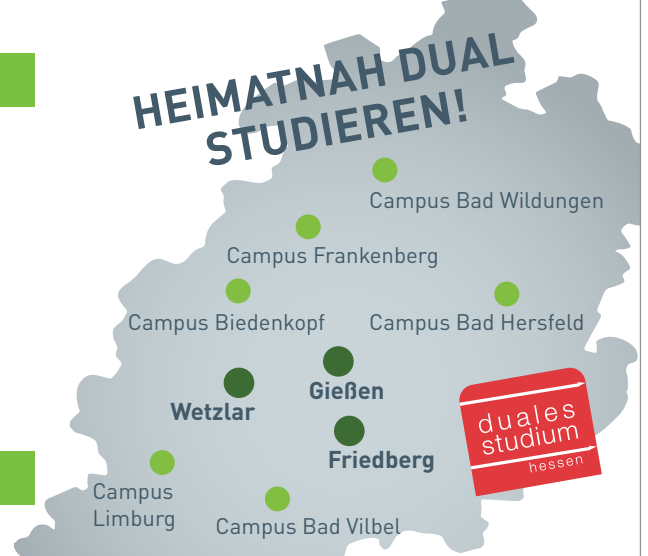 HEIMATNAH DUAL
STUDIEREN!
Campus Bad Wildungen
Campus Frankenberg
Campus Biedenkopf
Campus Bad Hersfeld
Gießen
Wetzlar
Friedberg
duales
studium
hessen
Campus
Limburg
Campus Bad Vilbel